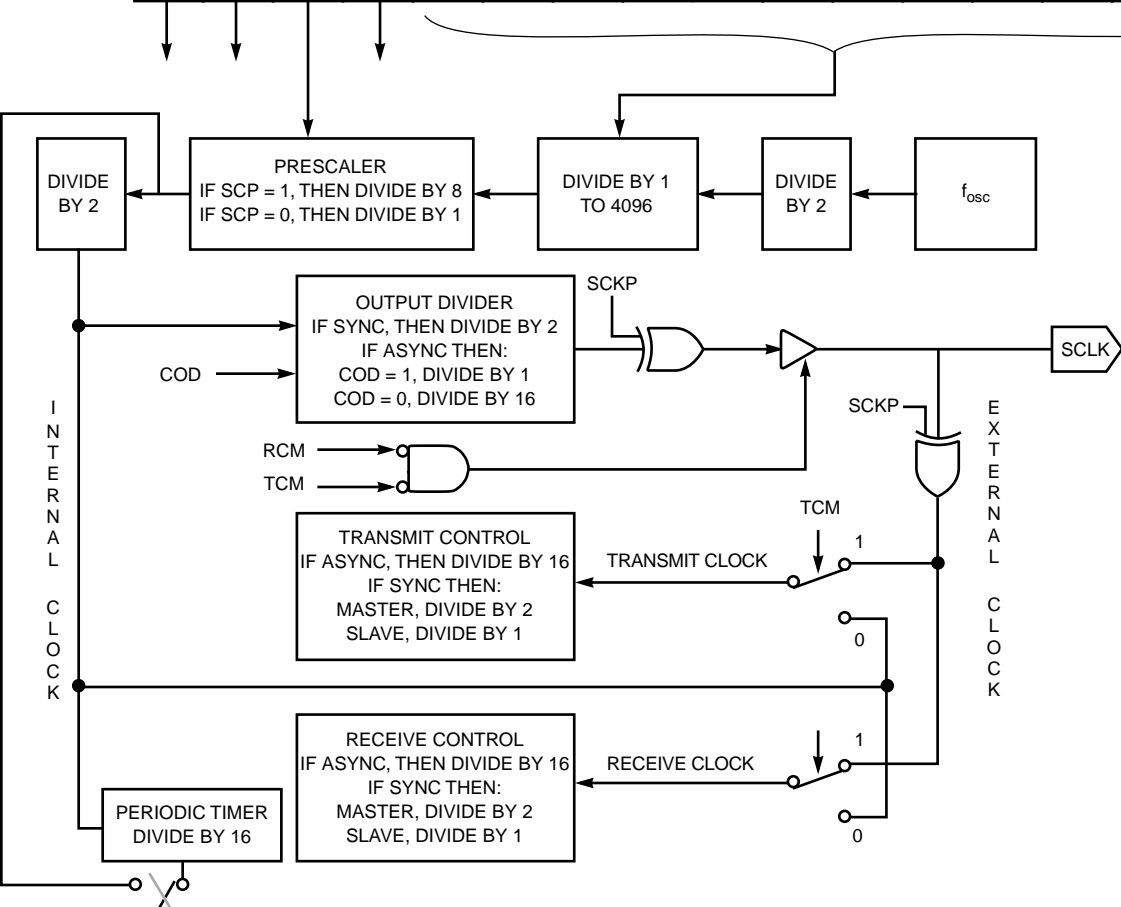 PRESCALER
IF SCP = 1, THEN DIVIDE BY 8
IF SCP = 0, THEN DIVIDE BY 1
DIVIDE
BY 2
DIVIDE BY 1
TO 4096
DIVIDE
BY 2
fosc
SCKP
OUTPUT DIVIDER
IF SYNC, THEN DIVIDE BY 2
IF ASYNC THEN:
COD = 1, DIVIDE BY 1
COD = 0, DIVIDE BY 16
COD
SCLK
SCKP
RCM
TCM
INTERNAL CLOCK
EXTERNAL CLOCK
TCM
1
TRANSMIT CONTROL
IF ASYNC, THEN DIVIDE BY 16
IF SYNC THEN:
MASTER, DIVIDE BY 2
SLAVE, DIVIDE BY 1
TRANSMIT CLOCK
0
RECEIVE CONTROL
IF ASYNC, THEN DIVIDE BY 16
IF SYNC THEN:
MASTER, DIVIDE BY 2
SLAVE, DIVIDE BY 1
RECEIVE CLOCK
1
0
PERIODIC TIMER
DIVIDE BY 16